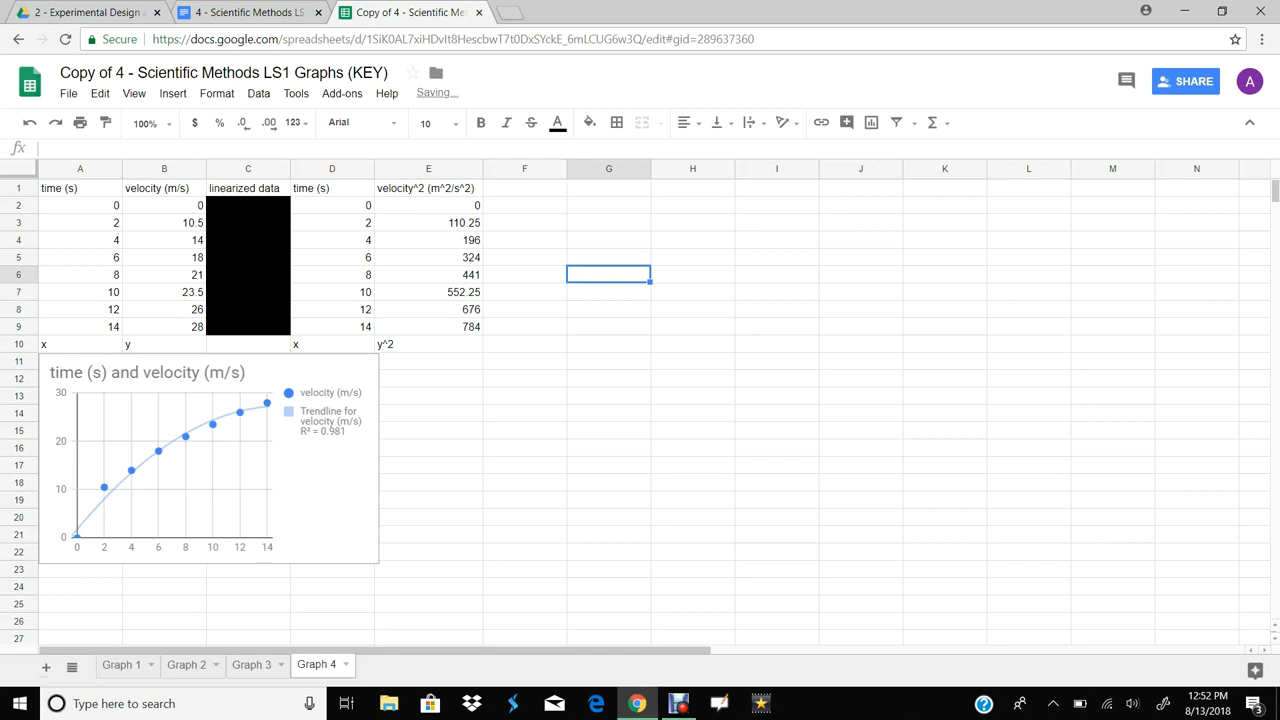 2 - Experimental Design
4 - Scientific Methods LS
Copy of 4 - Scientific Me
Secure
https://docs.google.com/spreadsheets/d/1SiK0AL7xiHDvIt8HescbwT7t0DxSYckE_6mLCUG6w3Q/edit#gid=289637360
Copy of 4 - Scientific Methods LS1 Graphs (KEY)
File Edit View Insert Format Data Tools Add-ons Help Saving...
SHARE
A
100% $ % .0 .00 123 Arial 10 B I S A Σ
fx
A B C D E F G H I J K L M N
1 time (s) velocity (m/s) linearized data time (s) velocity^2 (m^2/s^2)
2 0 0 0 0
3 2 10.5 2 110.25
4 4 14 4 196
5 6 18 6 324
6 8 21 8 441
7 10 23.5 10 552.25
8 12 26 12 676
9 14 28 14 784
10 x y x y^2
11
12
13
14
15
16
17
18
19
20
21
22
23
24
25
26
27
time (s) and velocity (m/s)
30
20
10
0
0 2 4 6 8 10 12 14
velocity (m/s)
Trendline for
velocity (m/s)
R² = 0.981
Graph 1 Graph 2 Graph 3 Graph 4
Type here to search
12:52 PM
8/13/2018
3